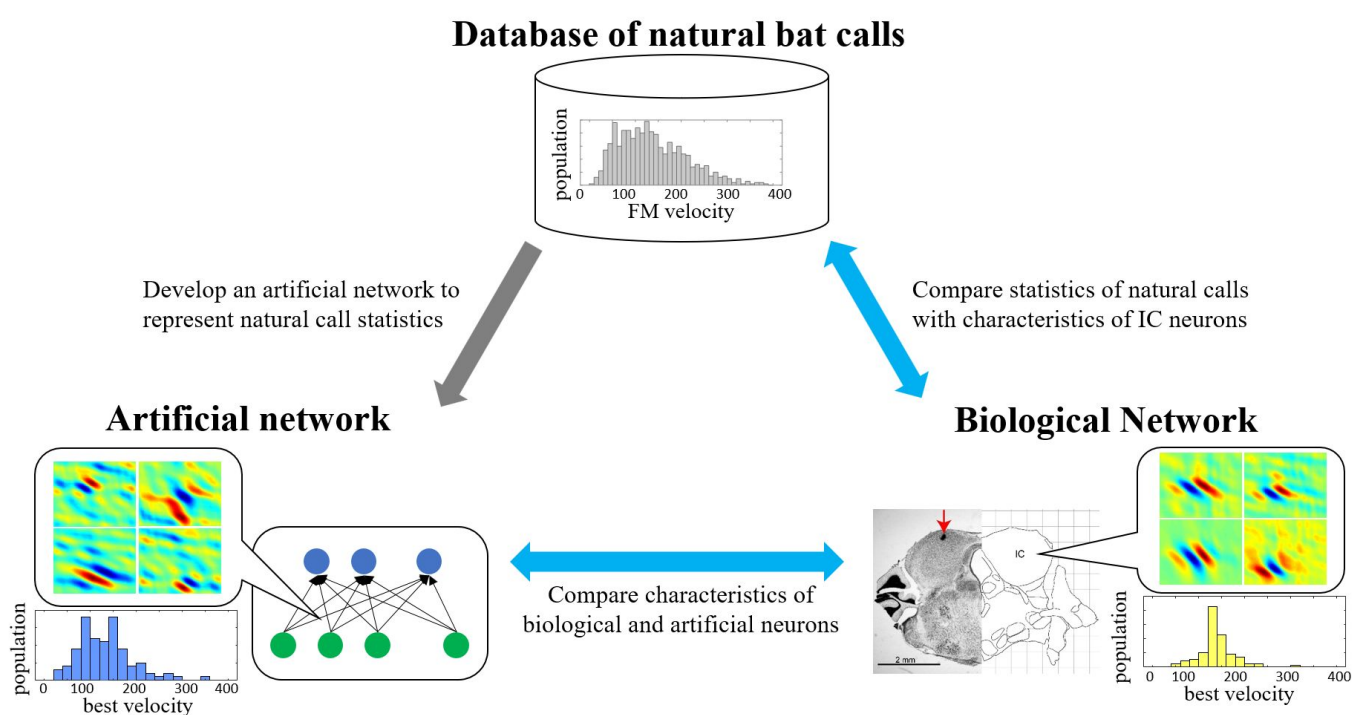 Database of natural bat calls
population
0 100 200 300 400
FM velocity
Develop an artificial network to
represent natural call statistics
Compare statistics of natural calls
with characteristics of IC neurons
Artificial network
Biological Network
IC
Compare characteristics of
biological and artificial neurons
2 mm
population
0 100 200 300 400
best velocity
population
0 100 200 300 400
best velocity